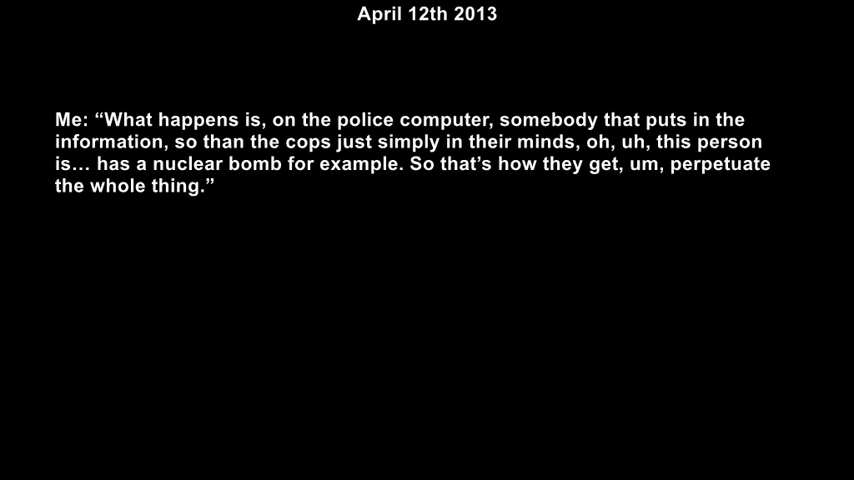 April 12th 2013
Me: “What happens is, on the police computer, somebody that puts in the
information, so than the cops just simply in their minds, oh, uh, this person
is… has a nuclear bomb for example. So that’s how they get, um, perpetuate
the whole thing.”